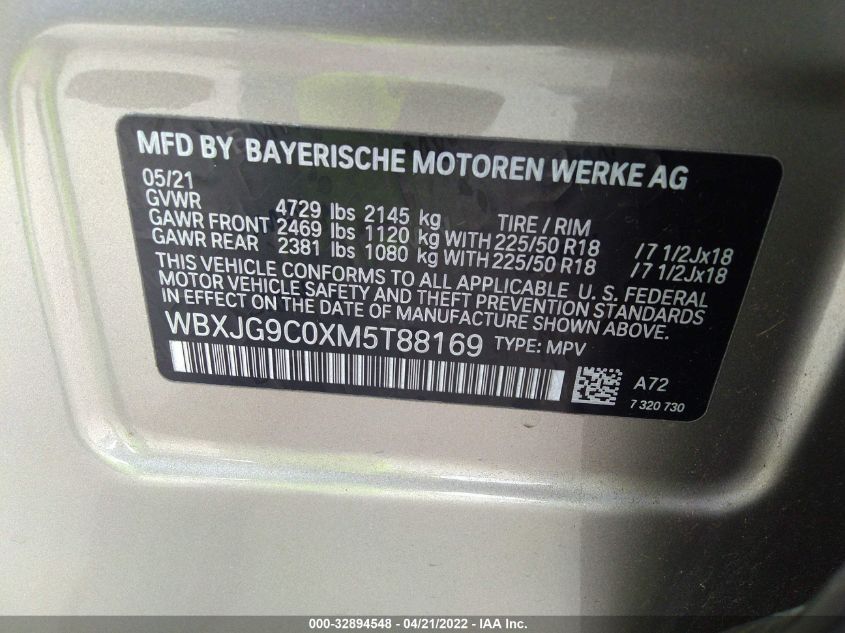 MFD BY BAYERISCHE MOTOREN WERKE AG
05/21
GVWR 4729 lbs 2145 kg TIRE / RIM
GAWR FRONT 2469 lbs 1120 kg WITH 225/50 R18 /7 1/2Jx18
GAWR REAR 2381 lbs 1080 kg WITH 225/50 R18 /7 1/2Jx18
THIS VEHICLE CONFORMS TO ALL APPLICABLE U. S. FEDERAL
MOTOR VEHICLE SAFETY AND THEFT PREVENTION STANDARDS
IN EFFECT ON THE DATE OF MANUFACTURE SHOWN ABOVE.
WBXJG9C0XM5T88169 TYPE: MPV
A72
7 320 730
000-32894548 - 04/21/2022 - IAA Inc.